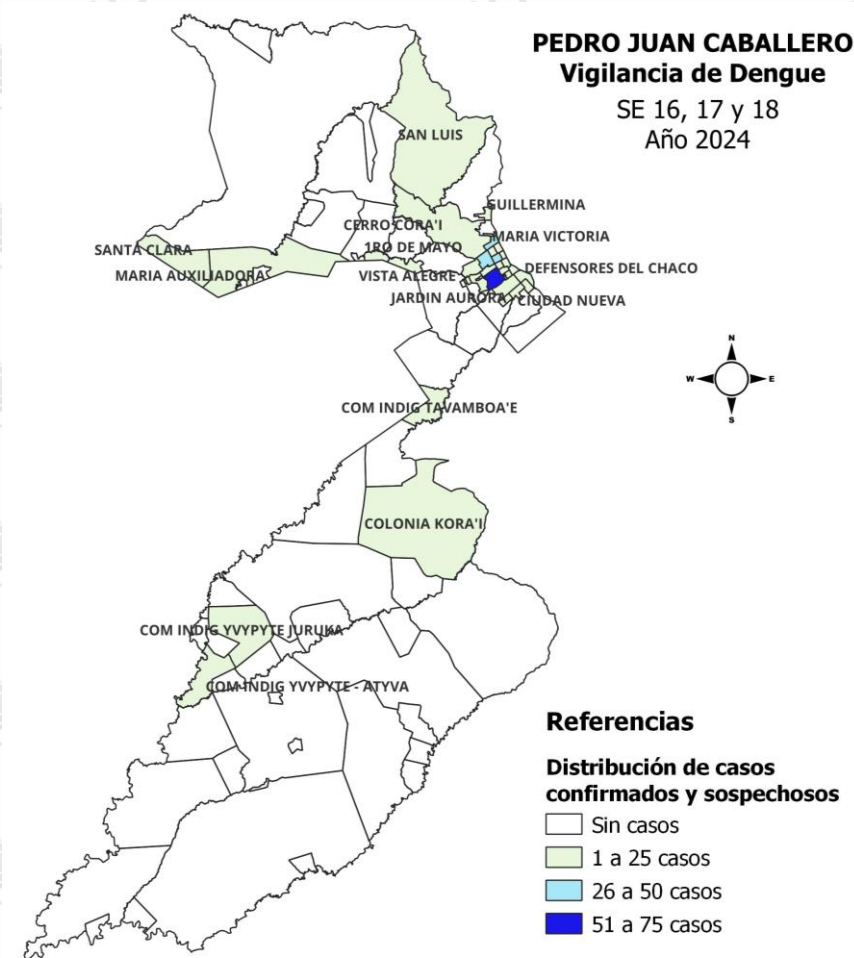 PEDRO JUAN CABALLERO
Vigilancia de Dengue
SE 16, 17 y 18
Año 2024
SAN LUIS
GUILLERMINA
CERRO CORA'I
MARIA VICTORIA
1RO DE MAYO
SANTA CLARA
MARIA AUXILIADORA
VISTA ALEGRE
DEFENSORES DEL CHACO
JARDIN AURORA
CIUDAD NUEVA
N
W
E
S
COM INDIG TAVAMBOA'E
COLONIA KORA'I
COM INDIG YVYPYTE JURUKA
COM INDIG YVYPYTE - ATYVA
Referencias
Distribución de casos
confirmados y sospechosos
Sin casos
1 a 25 casos
26 a 50 casos
51 a 75 casos